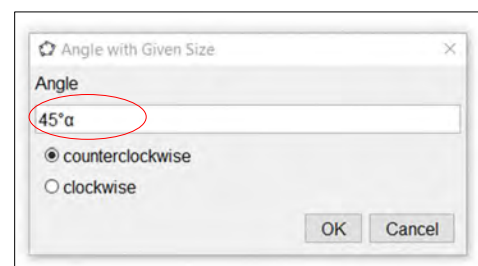 Angle with Given Size
Angle
45°α
counterclockwise
clockwise
OK Cancel